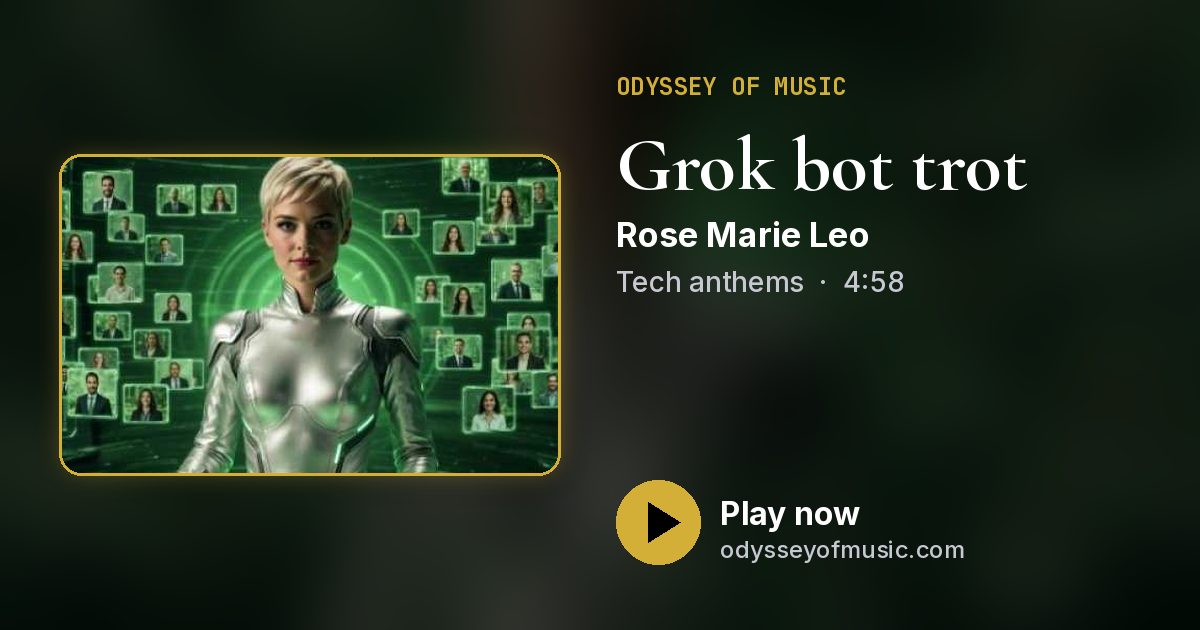 ODYSSEY OF MUSIC
Grok bot trot
Rose Marie Leo
Tech anthems · 4:58
Play now
odysseyofmusic.com